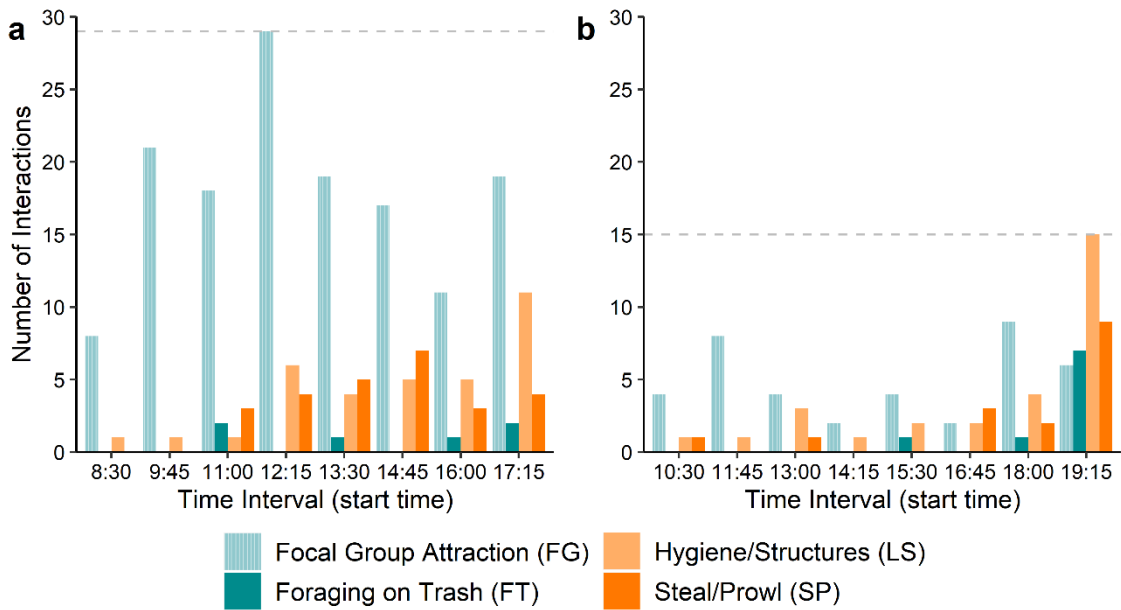 a
b
30
25
20
15
10
5
0
Number of Interactions
8:30 9:45 11:00 12:15 13:30 14:45 16:00 17:15
Time Interval (start time)
30
25
20
15
10
5
0
10:30 11:45 13:00 14:15 15:30 16:45 18:00 19:15
Time Interval (start time)
Focal Group Attraction (FG)
Foraging on Trash (FT)
Hygiene/Structures (LS)
Steal/Prowl (SP)